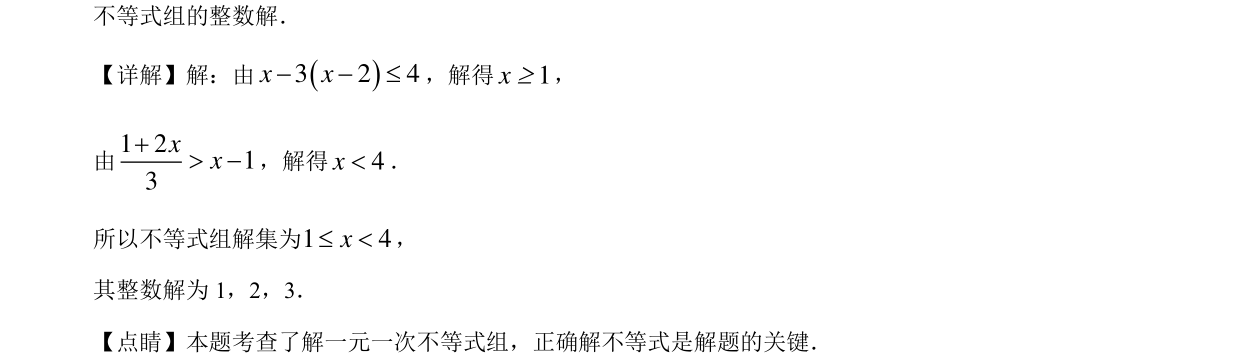 不等式组的整数解．
【详解】解：由 x−3(x−2)≤4，解得 x≥1，
由 (1+2x)/3 > x−1，解得 x<4．
所以不等式组解集为1≤x<4，
其整数解为 1，2，3．
【点睛】本题考查了解一元一次不等式组，正确解不等式是解题的关键．